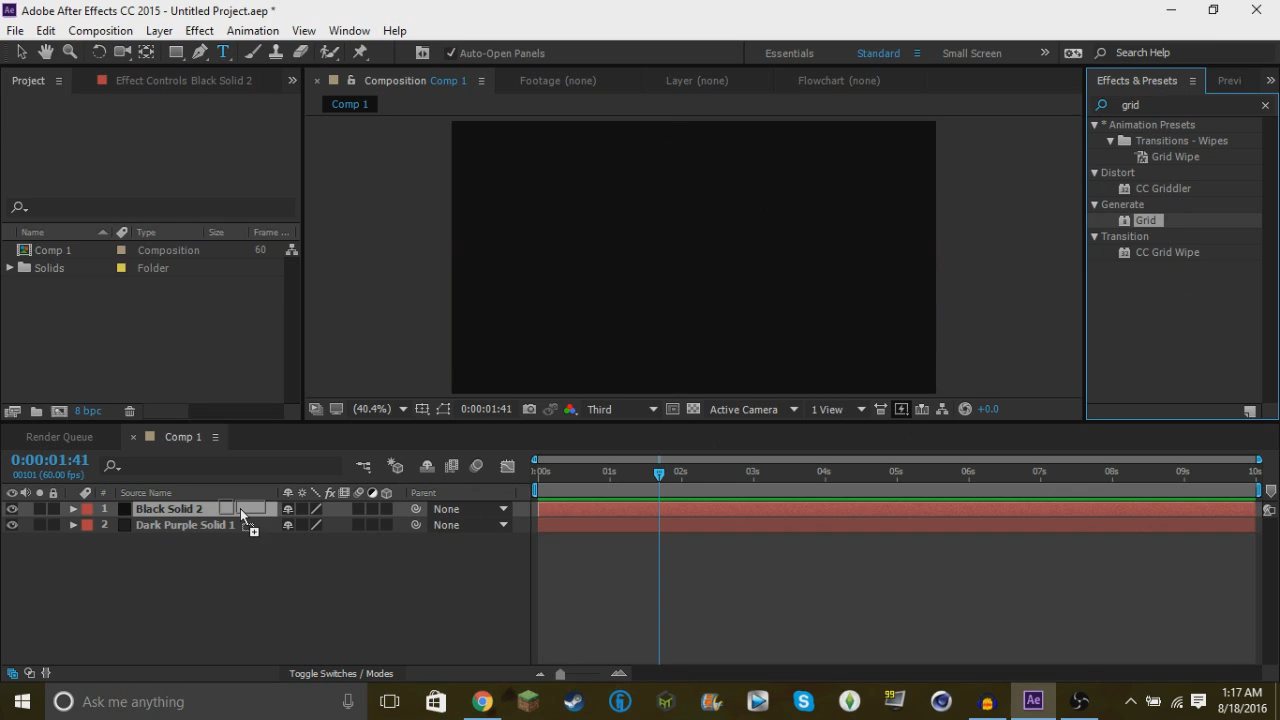 Adobe After Effects CC 2015 - Untitled Project.aep *
File Edit Composition Layer Effect Animation View Window Help
Auto-Open Panels Essentials Standard Small Screen Search Help
Project Effect Controls Black Solid 2 Composition Comp 1 Footage (none) Layer (none) Flowchart (none) Effects & Presets Previ
Comp 1 grid
* Animation Presets
Transitions - Wipes
Grid Wipe
Distort
CC Griddler
Generate
Grid
Transition
CC Grid Wipe
Name Type Size Frame ...
Comp 1 Composition 60
Solids Folder
8 bpc (40.4%) 0:00:01:41 Third Active Camera 1 View +0.0
Render Queue Comp 1
0:00:01:41
00101 (60.00 fps)
:00s 01s 02s 03s 04s 05s 06s 07s 08s 09s 10s
# Source Name Parent
1 Black Solid 2 None
2 Dark Purple Solid 1 None
Toggle Switches / Modes
Ask me anything 99 Ae 1:17 AM
8/18/2016